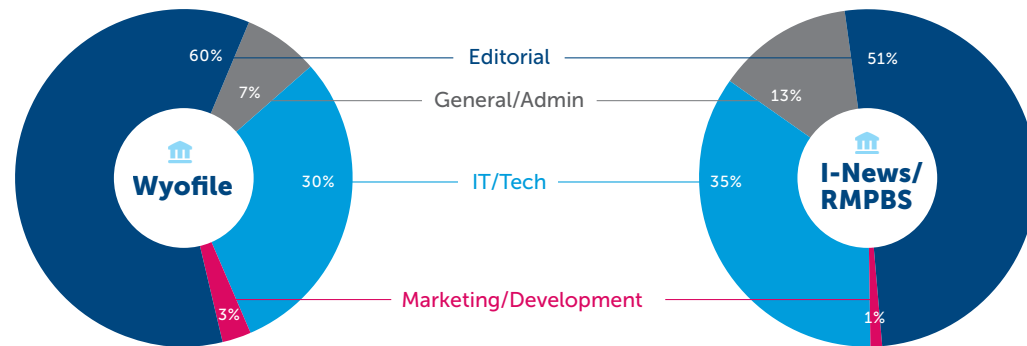 60%
Editorial
51%
7%
General/Admin
13%
Wyofile
30%
IT/Tech
35%
I-News/
RMPBS
Marketing/Development
3%
1%